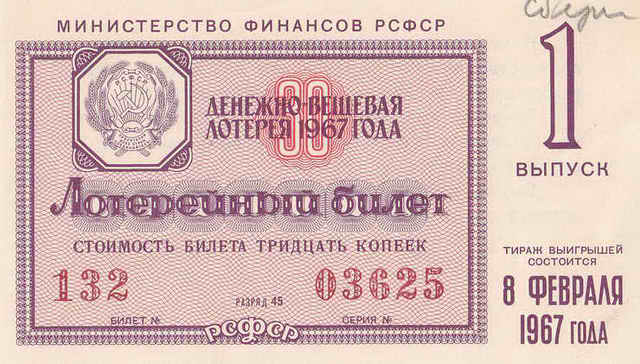 МИНИСТЕРСТВО ФИНАНСОВ РСФСР
ДЕНЕЖНО-ВЕЩЕВАЯ
ЛОТЕРЕЯ 1967 ГОДА
Лотерейный билет
СТОИМОСТЬ БИЛЕТА ТРИДЦАТЬ КОПЕЕК
132 03625
РАЗРЯД 45
БИЛЕТ № СЕРИЯ №
РСФСР
1
ВЫПУСК
ТИРАЖ ВЫИГРЫШЕЙ
СОСТОИТСЯ
8 ФЕВРАЛЯ
1967 ГОДА